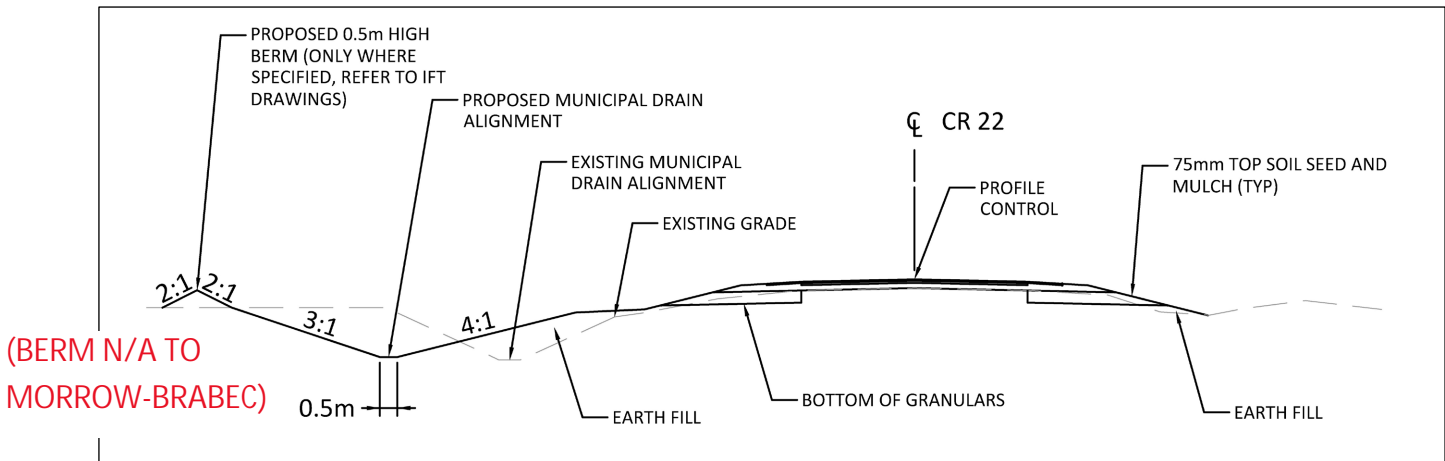 PROPOSED 0.5m HIGH
BERM (ONLY WHERE
SPECIFIED, REFER TO IFT
DRAWINGS)
PROPOSED MUNICIPAL DRAIN
ALIGNMENT
EXISTING MUNICIPAL
DRAIN ALIGNMENT
EXISTING GRADE
℄ CR 22
PROFILE
CONTROL
75mm TOP SOIL SEED AND
MULCH (TYP)
2:1
2:1
3:1
4:1
(BERM N/A TO
MORROW-BRABEC)
0.5m
EARTH FILL
BOTTOM OF GRANULARS
EARTH FILL